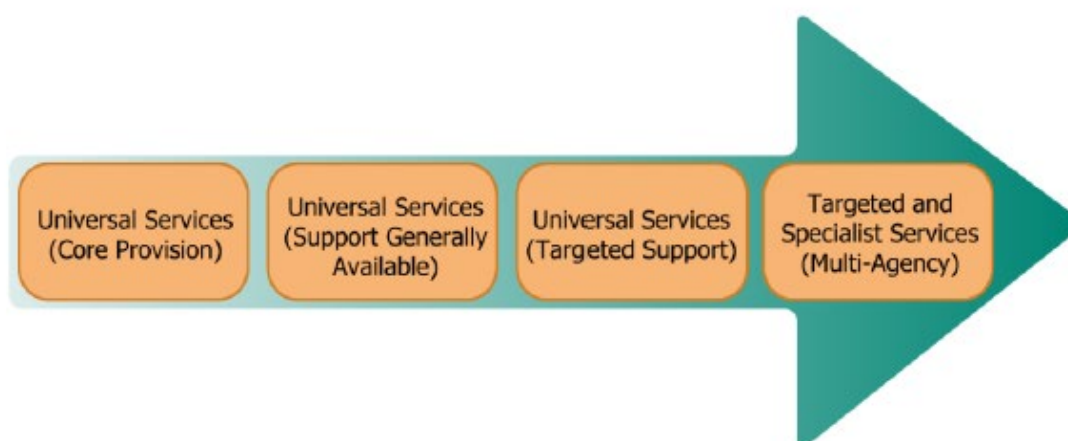 Universal Services
(Core Provision)
Universal Services
(Support Generally
Available)
Universal Services
(Targeted Support)
Targeted and
Specialist Services
(Multi-Agency)